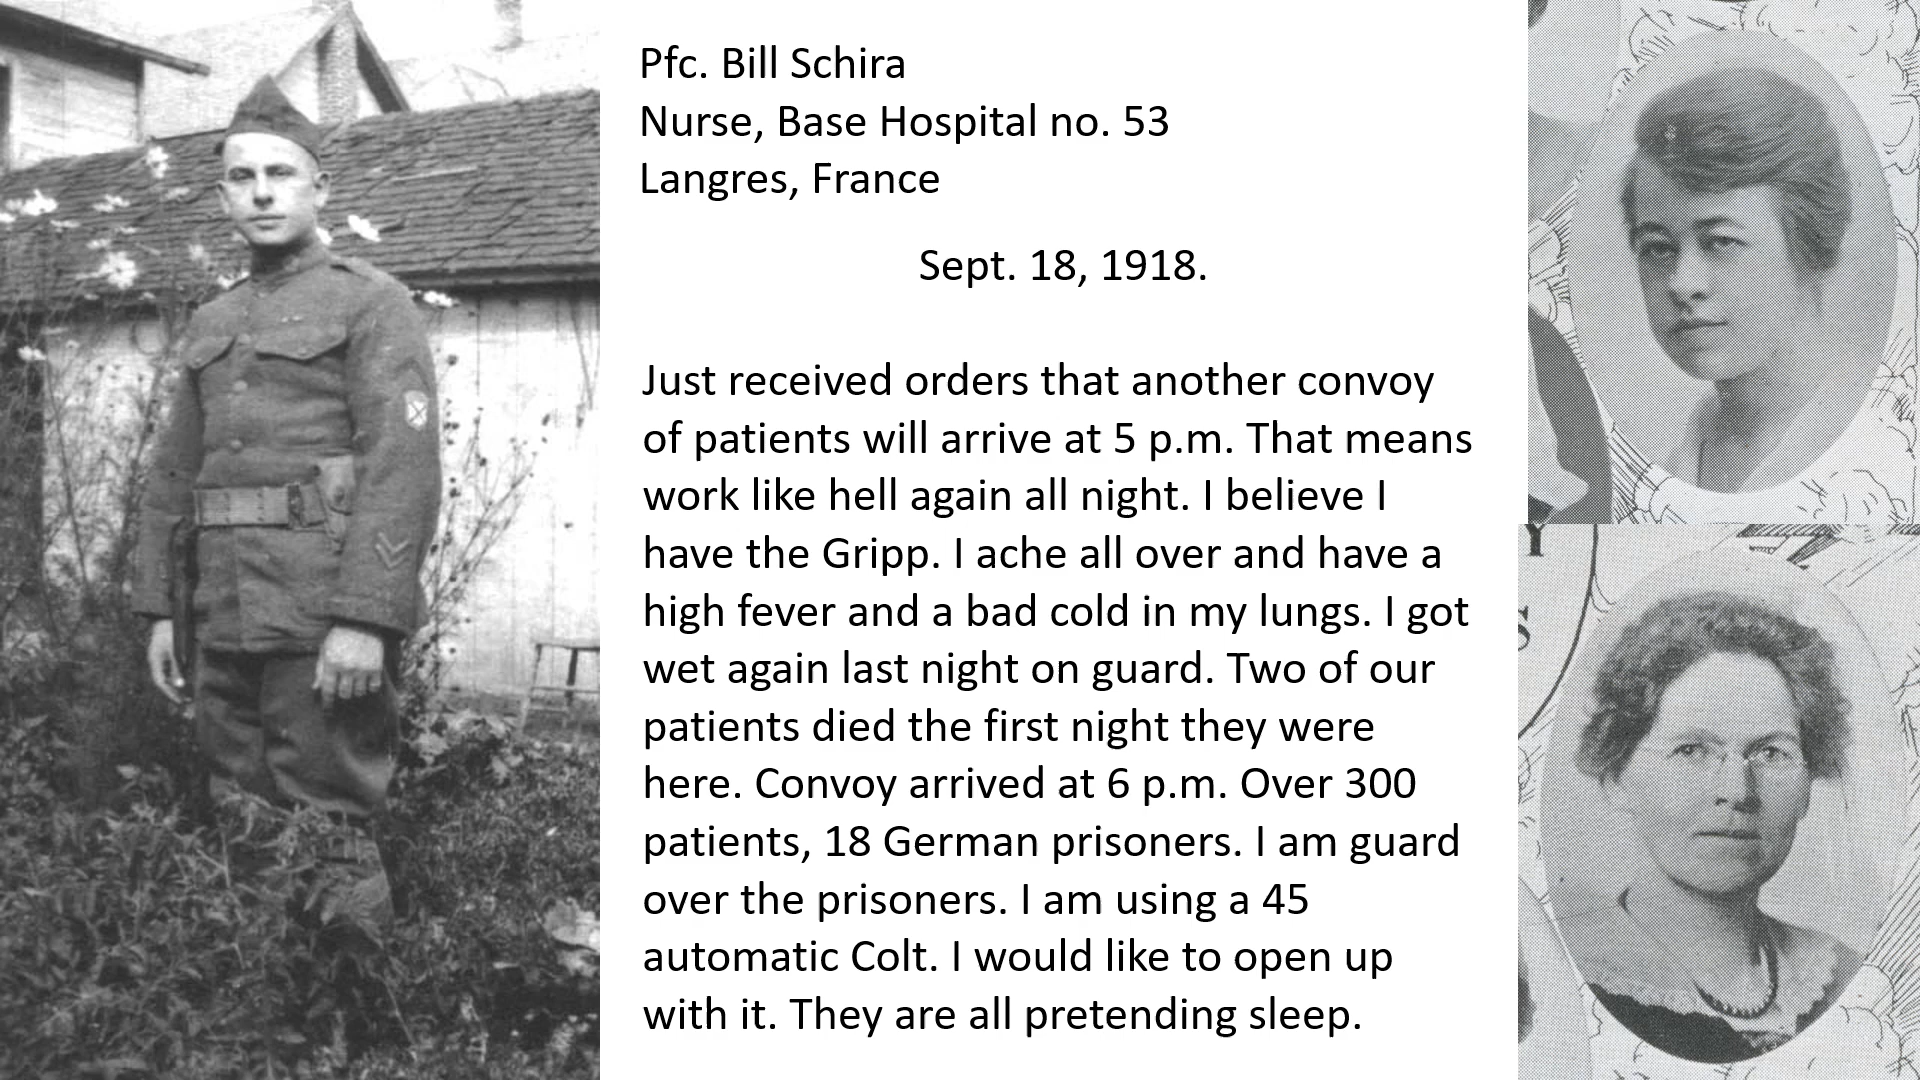 Pfc. Bill Schira
Nurse, Base Hospital no. 53
Langres, France
Sept. 18, 1918.
Just received orders that another convoy
of patients will arrive at 5 p.m. That means
work like hell again all night. I believe I
have the Gripp. I ache all over and have a
high fever and a bad cold in my lungs. I got
wet again last night on guard. Two of our
patients died the first night they were
here. Convoy arrived at 6 p.m. Over 300
patients, 18 German prisoners. I am guard
over the prisoners. I am using a 45
automatic Colt. I would like to open up
with it. They are all pretending sleep.
Y
S